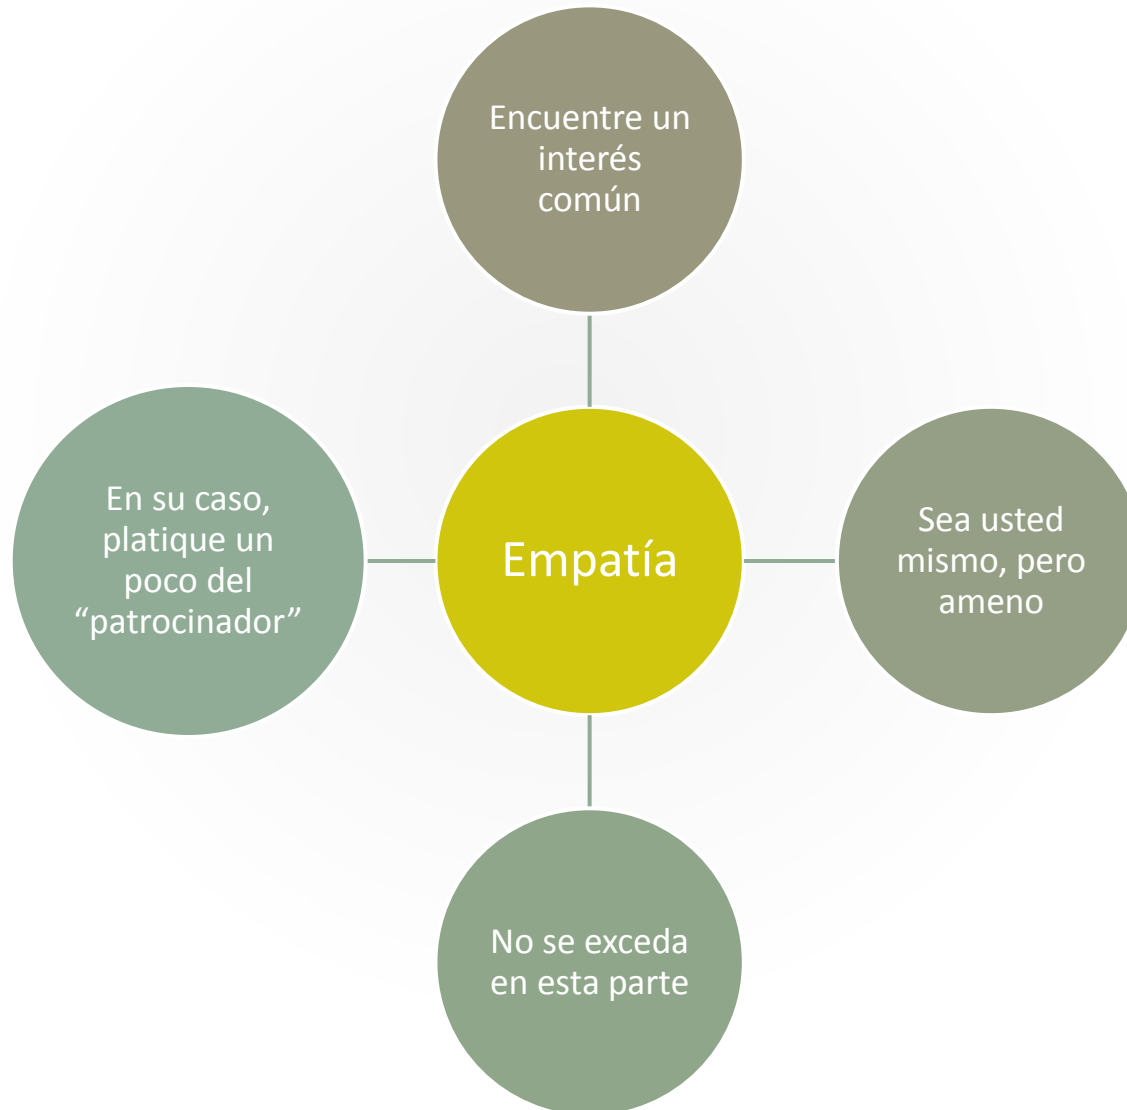 Encuentre un
interés
común
En su caso,
platique un
poco del
“patrocinador”
Empatía
Sea usted
mismo, pero
ameno
No se exceda
en esta parte